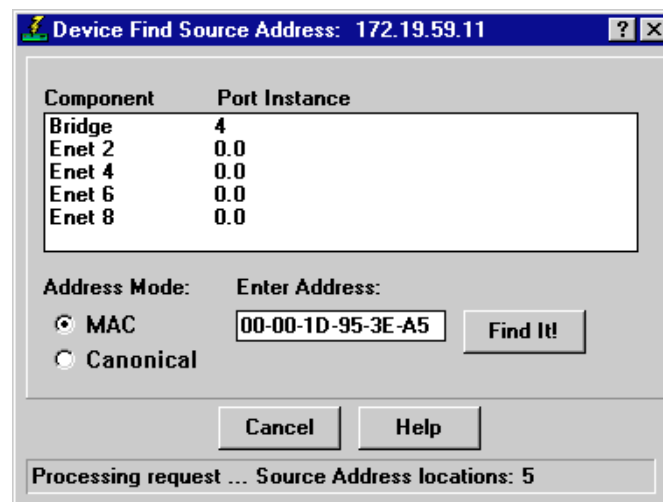 Device Find Source Address: 172.19.59.11 ? X
Component Port Instance
Bridge 4
Enet 2 0.0
Enet 4 0.0
Enet 6 0.0
Enet 8 0.0
Address Mode: Enter Address:
MAC 00-00-1D-95-3E-A5 Find It!
Canonical
Cancel Help
Processing request ... Source Address locations: 5